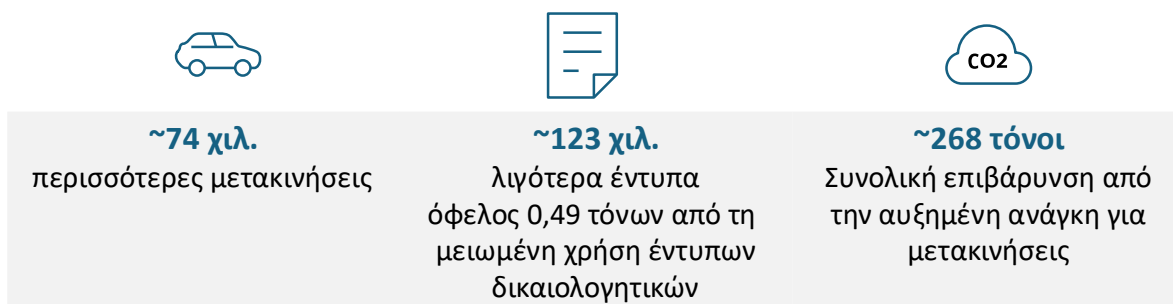 CO2
~74 χιλ.
περισσότερες μετακινήσεις
~123 χιλ.
λιγότερα έντυπα
όφελος 0,49 τόνων από τη
μειωμένη χρήση έντυπων
δικαιολογητικών
~268 τόνοι
Συνολική επιβάρυνση από
την αυξημένη ανάγκη για
μετακινήσεις